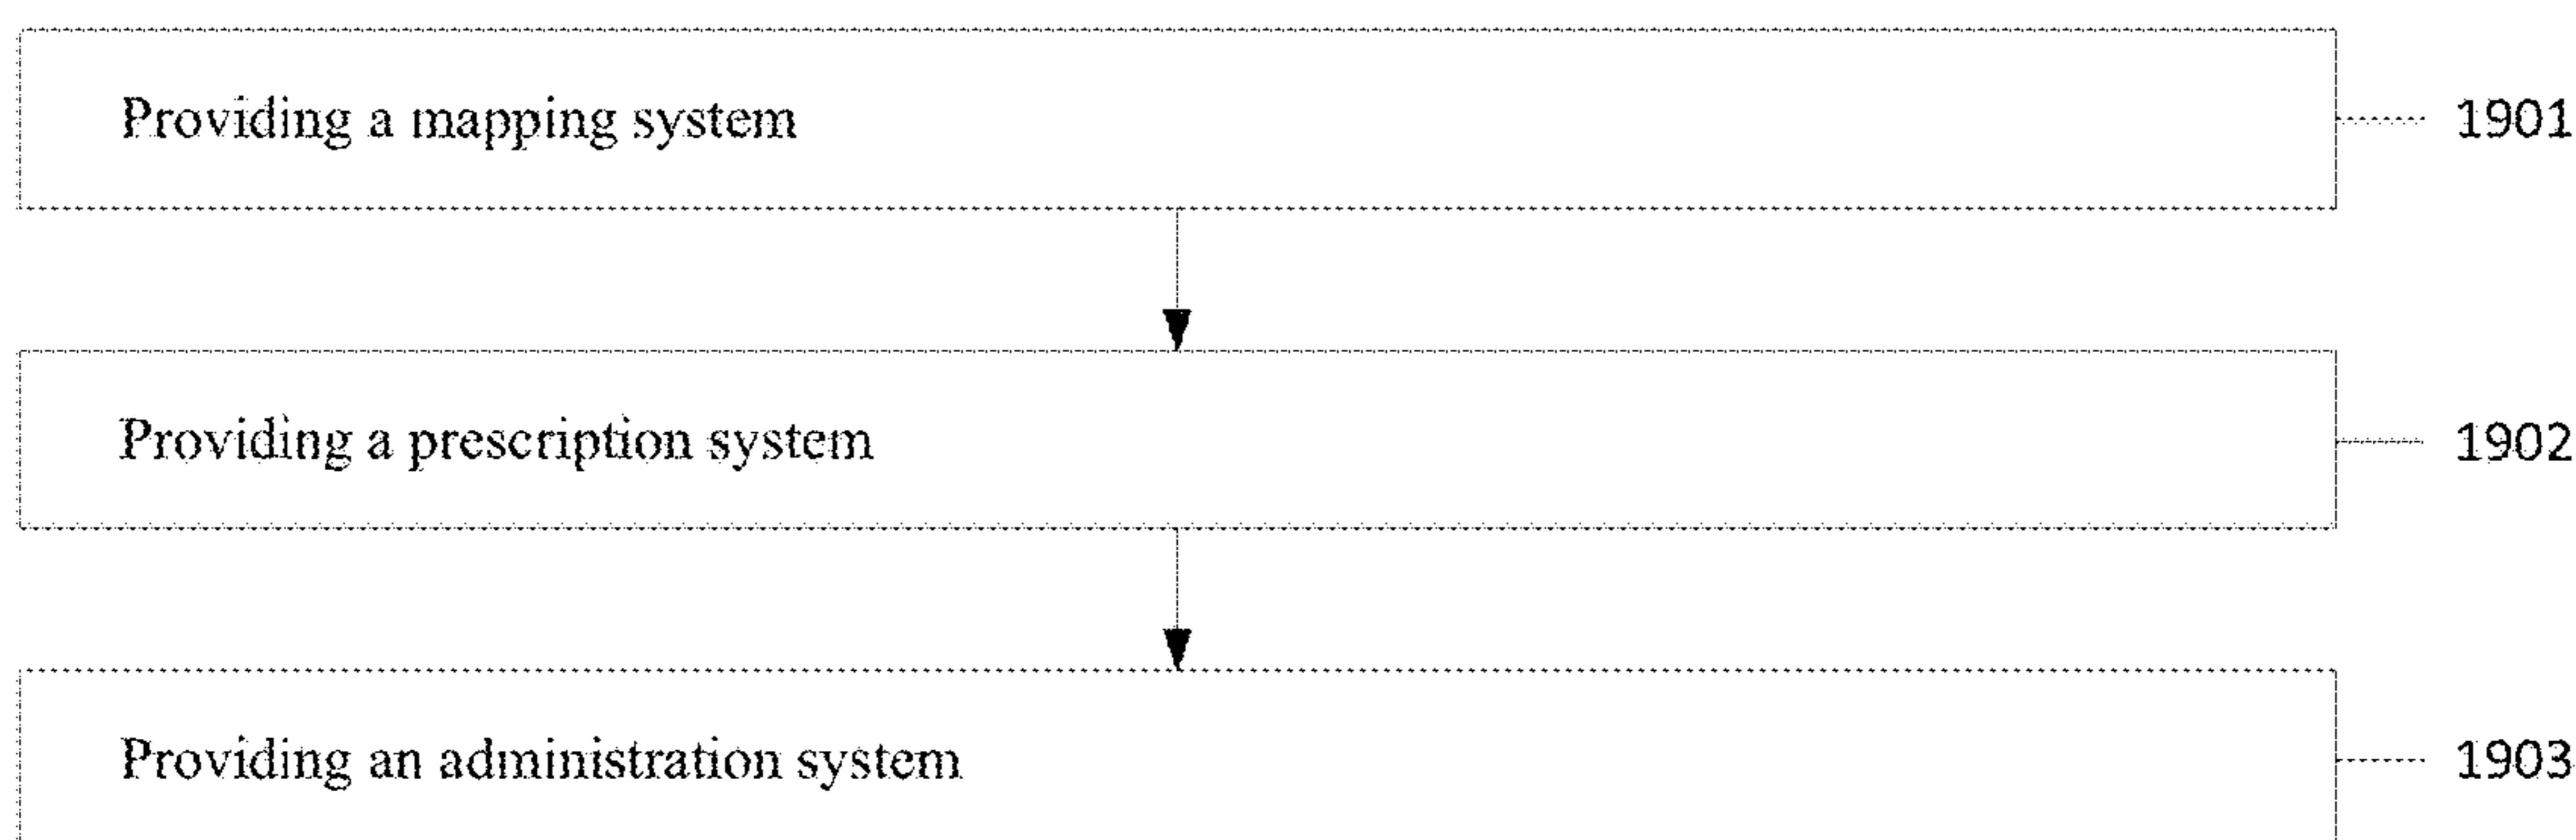 Providing a mapping system 1901
Providing a prescription system 1902
Providing an administration system 1903